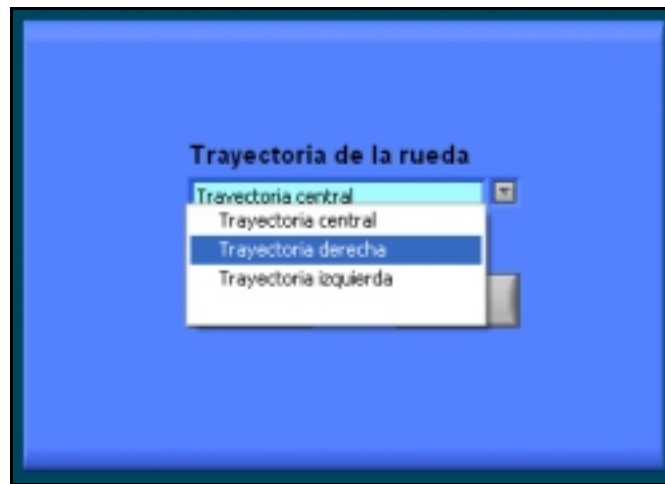 Trayectoria de la rueda
Trayectoria central
Trayectoria central
Trayectoria derecha
Trayectoria izquierda